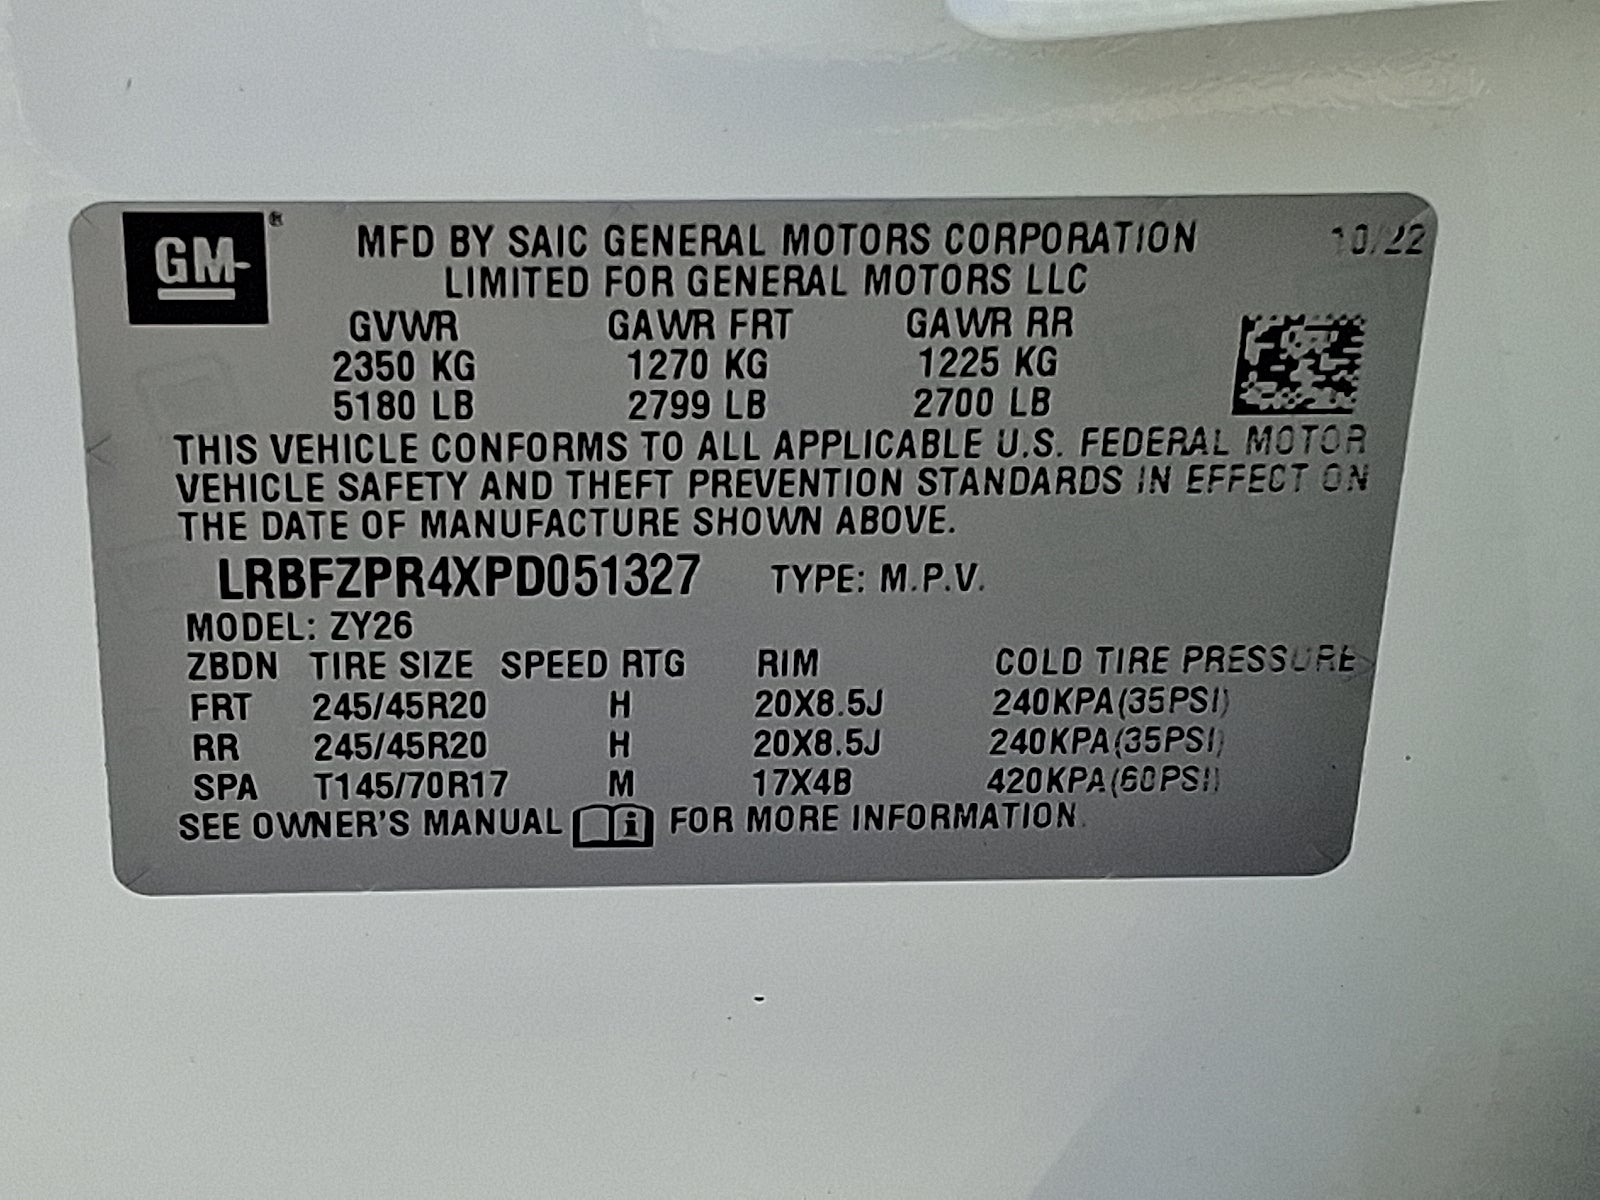 GM ®
MFD BY SAIC GENERAL MOTORS CORPORATION 10/22
LIMITED FOR GENERAL MOTORS LLC
GVWR GAWR FRT GAWR RR
2350 KG 1270 KG 1225 KG
5180 LB 2799 LB 2700 LB
THIS VEHICLE CONFORMS TO ALL APPLICABLE U.S. FEDERAL MOTOR
VEHICLE SAFETY AND THEFT PREVENTION STANDARDS IN EFFECT ON
THE DATE OF MANUFACTURE SHOWN ABOVE.
LRBFZPR4XPD051327 TYPE: M.P.V.
MODEL: ZY26
ZBDN TIRE SIZE SPEED RTG RIM COLD TIRE PRESSURE
FRT 245/45R20 H 20X8.5J 240KPA(35PSI)
RR 245/45R20 H 20X8.5J 240KPA(35PSI)
SPA T145/70R17 M 17X4B 420KPA(60PSI)
SEE OWNER'S MANUAL i FOR MORE INFORMATION.